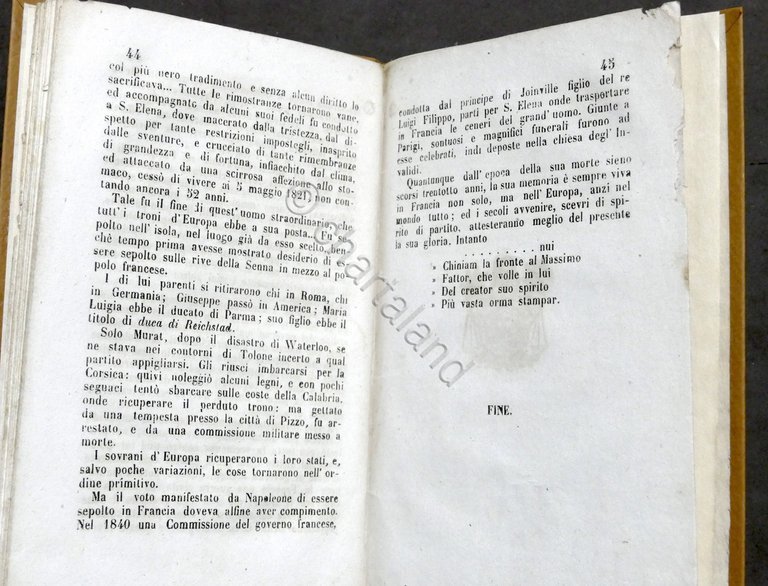 44
col più nero tradimento e senza alcun diritto lo
sacrificava... Tutte le rimostranze tornarono vane,
ed accompagnato da alcuni suoi fedeli fu condotto
a S. Elena, dove macerato dalla tristezza, dal di-
spetto per tante restrizioni impostegli, inasprito
dalle sventure, e crucciato di tante rimembranze
di grandezza e di fortuna, infiacchito dal clima,
ed attaccato da una scirrosa affezione allo sto-
maco, cessò di vivere ai 5 maggio 1821, non con-
tando ancora i 52 anni.
Tale fu il fine di quest' uomo straordinario, che
tutt' i troni d'Europa ebbe a sua posta... Fu se-
polto nell'isola, nel luogo già da esso scelto, ben-
chè tempo prima avesse mostrato desiderio di es-
sere sepolto sulle rive della Senna in mezzo al po-
polo francese.
I di lui parenti si ritirarono chi in Roma, chi
in Germania; Giuseppe passò in America; Maria
Luigia ebbe il ducato di Parma; suo figlio ebbe il
titolo di duca di Reichstad.
Solo Murat, dopo il disastro di Waterloo, se
ne stava nei contorni di Tolone incerto a qual
partito appigliarsi. Gli riuscì imbarcarsi per la
Corsica: quivi noleggiò alcuni legni, e con pochi
seguaci tentò sbarcare sulle coste della Calabria,
onde ricuperare il perduto trono: ma gettato
da una tempesta presso la città di Pizzo, fu ar-
restato, e da una commissione militare messo a
morte.
I sovrani d'Europa ricuperarono i loro stati, e,
salvo poche variazioni, le cose tornarono nell' or-
dine primitivo.
Ma il voto manifestato da Napoleone di essere
sepolto in Francia doveva alfine aver compimento.
Nel 1840 una Commissione del governo francese,
45
condotta dal principe di Joinville figlio del re
Luigi Filippo, partì per S. Elena onde trasportare
in Francia le ceneri del grand' uomo. Giunte a
Parigi, sontuosi e magnifici funerali furono ad
esse celebrati, indi deposte nella chiesa degl' In-
validi.
Quantunque dall' epoca della sua morte sieno
scorsi trentotto anni, la sua memoria è sempre viva
in Francia non solo, ma nell'Europa, anzi nel
mondo tutto; ed i secoli avvenire, scevri di spi-
rito di partito, attesteranno meglio del presente
la sua gloria. Intanto
. . . . . . . . . nui
» Chiniam la fronte al Massimo
» Fattor, che volle in lui
» Del creator suo spirito
» Più vasta orma stampar.
FINE.
© chartaland